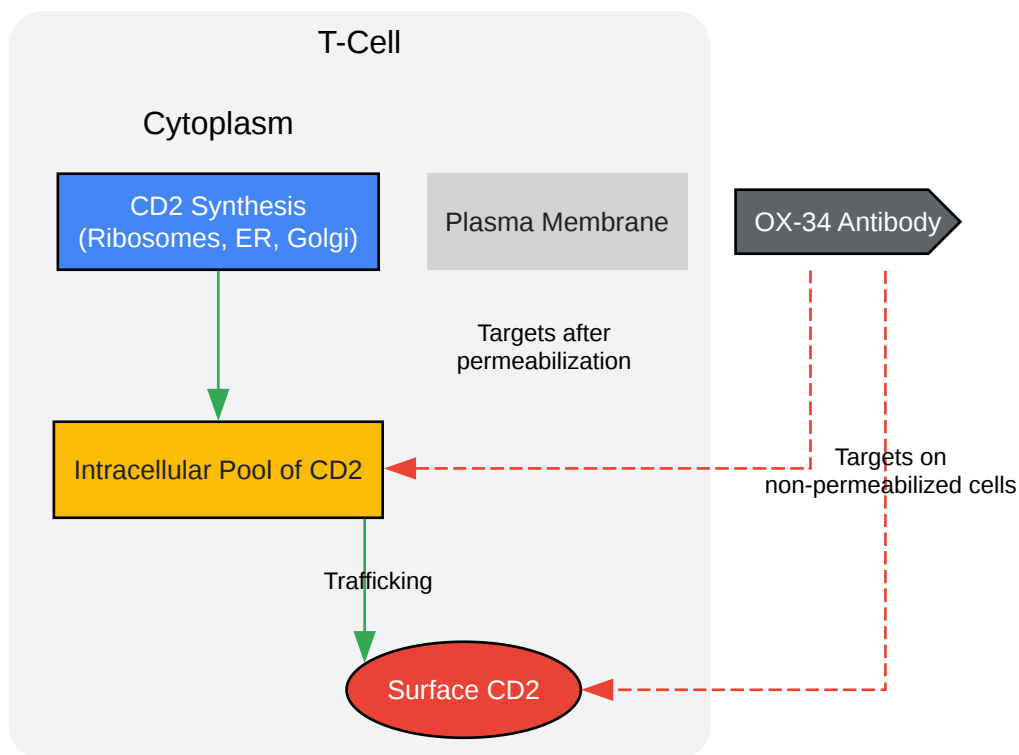 T-Cell
Cytoplasm
CD2 Synthesis
(Ribosomes, ER, Golgi)
Plasma Membrane
OX-34 Antibody
Targets after
permeabilization
Intracellular Pool of CD2
Targets on
non-permeabilized cells
Trafficking
Surface CD2